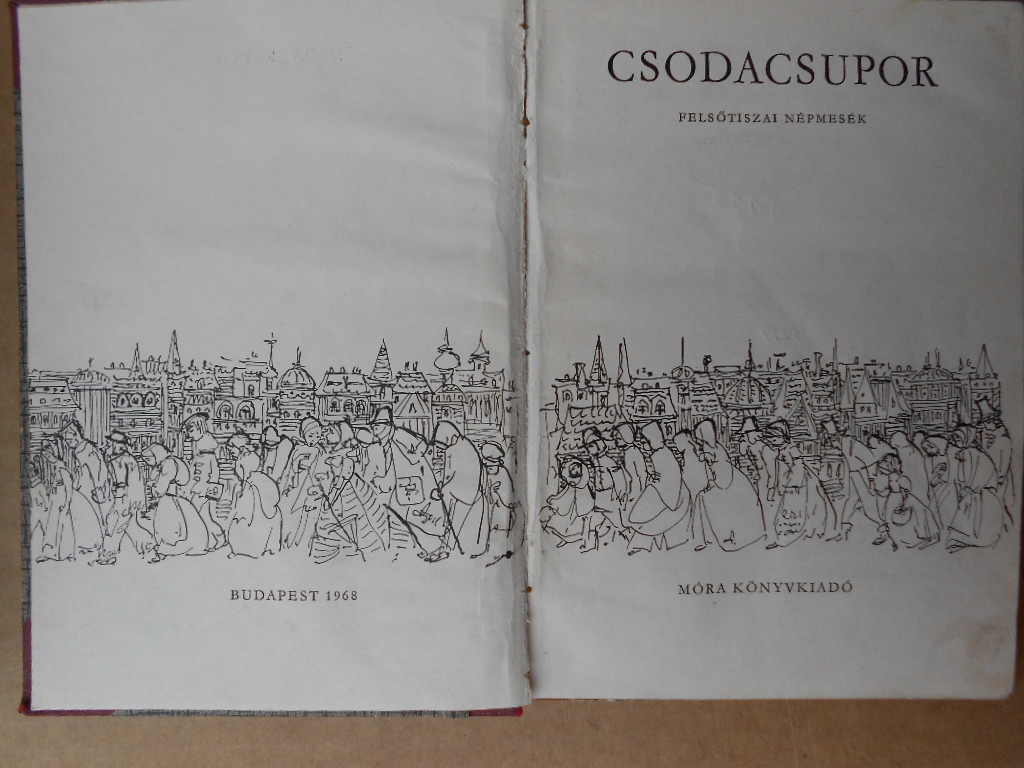 CSODACSUPOR
FELSŐTISZAI NÉPMESÉK
BUDAPEST 1968
MÓRA KÖNYVKIADÓ